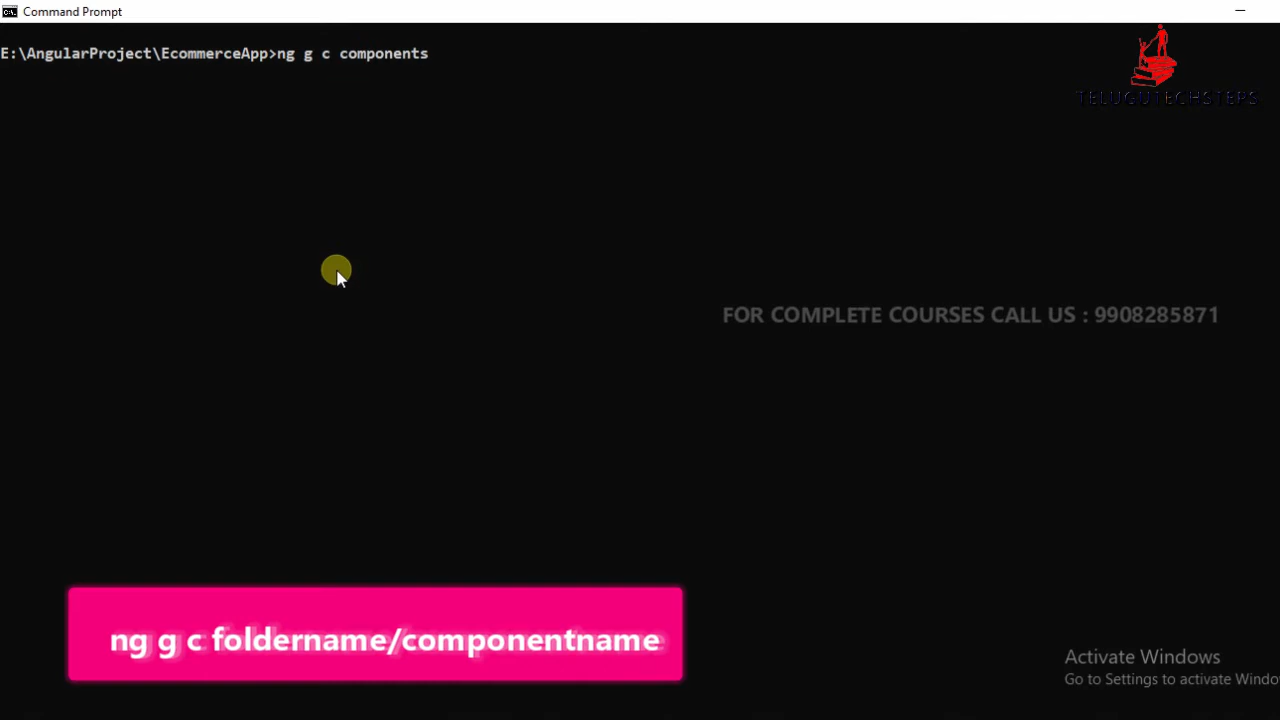 Command Prompt
E:\AngularProject\EcommerceApp>ng g c components
TELUGUTECHSTEPS
FOR COMPLETE COURSES CALL US : 9908285871
ng g c foldername/componentname
Activate Windows
Go to Settings to activate Windo